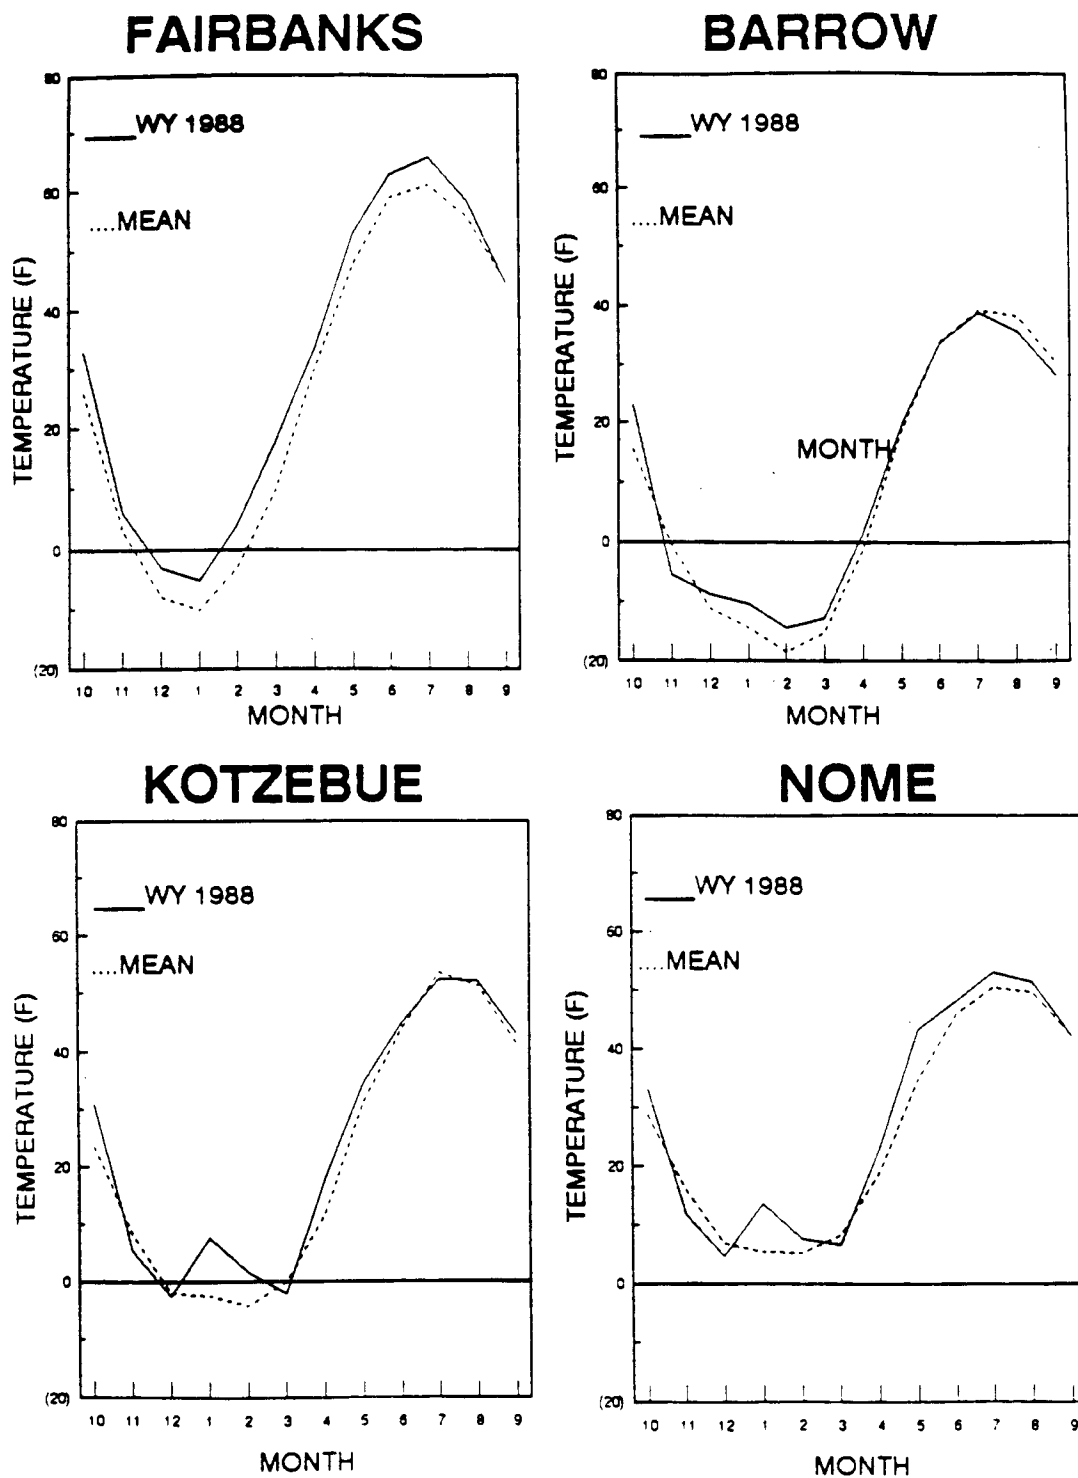 FAIRBANKS
80
WY 1988
60
MEAN
40
20
0
(20)
TEMPERATURE (F)
10 11 12 1 2 3 4 5 6 7 8 9
MONTH
BARROW
80
WY 1988
60
MEAN
40
20
MONTH
0
(20)
TEMPERATURE (F)
10 11 12 1 2 3 4 5 6 7 8 9
MONTH
KOTZEBUE
80
WY 1988
60
MEAN
40
20
0
(20)
TEMPERATURE (F)
10 11 12 1 2 3 4 5 6 7 8 9
MONTH
NOME
80
WY 1988
60
MEAN
40
20
0
(20)
TEMPERATURE (F)
10 11 12 1 2 3 4 5 6 7 8 9
MONTH